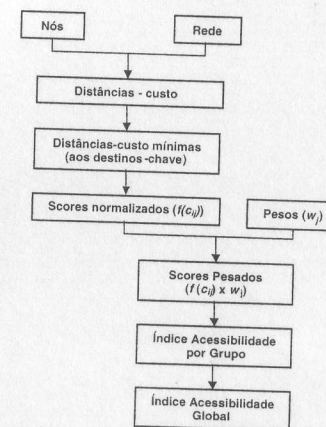 Nós
Rede
Distâncias - custo
Distâncias-custo mínimas
(aos destinos-chave)
Scores normalizados (f(cij))
Pesos (wj)
Scores Pesados
(f (cij) x wj)
Índice Acessibilidade
por Grupo
Índice Acessibilidade
Global